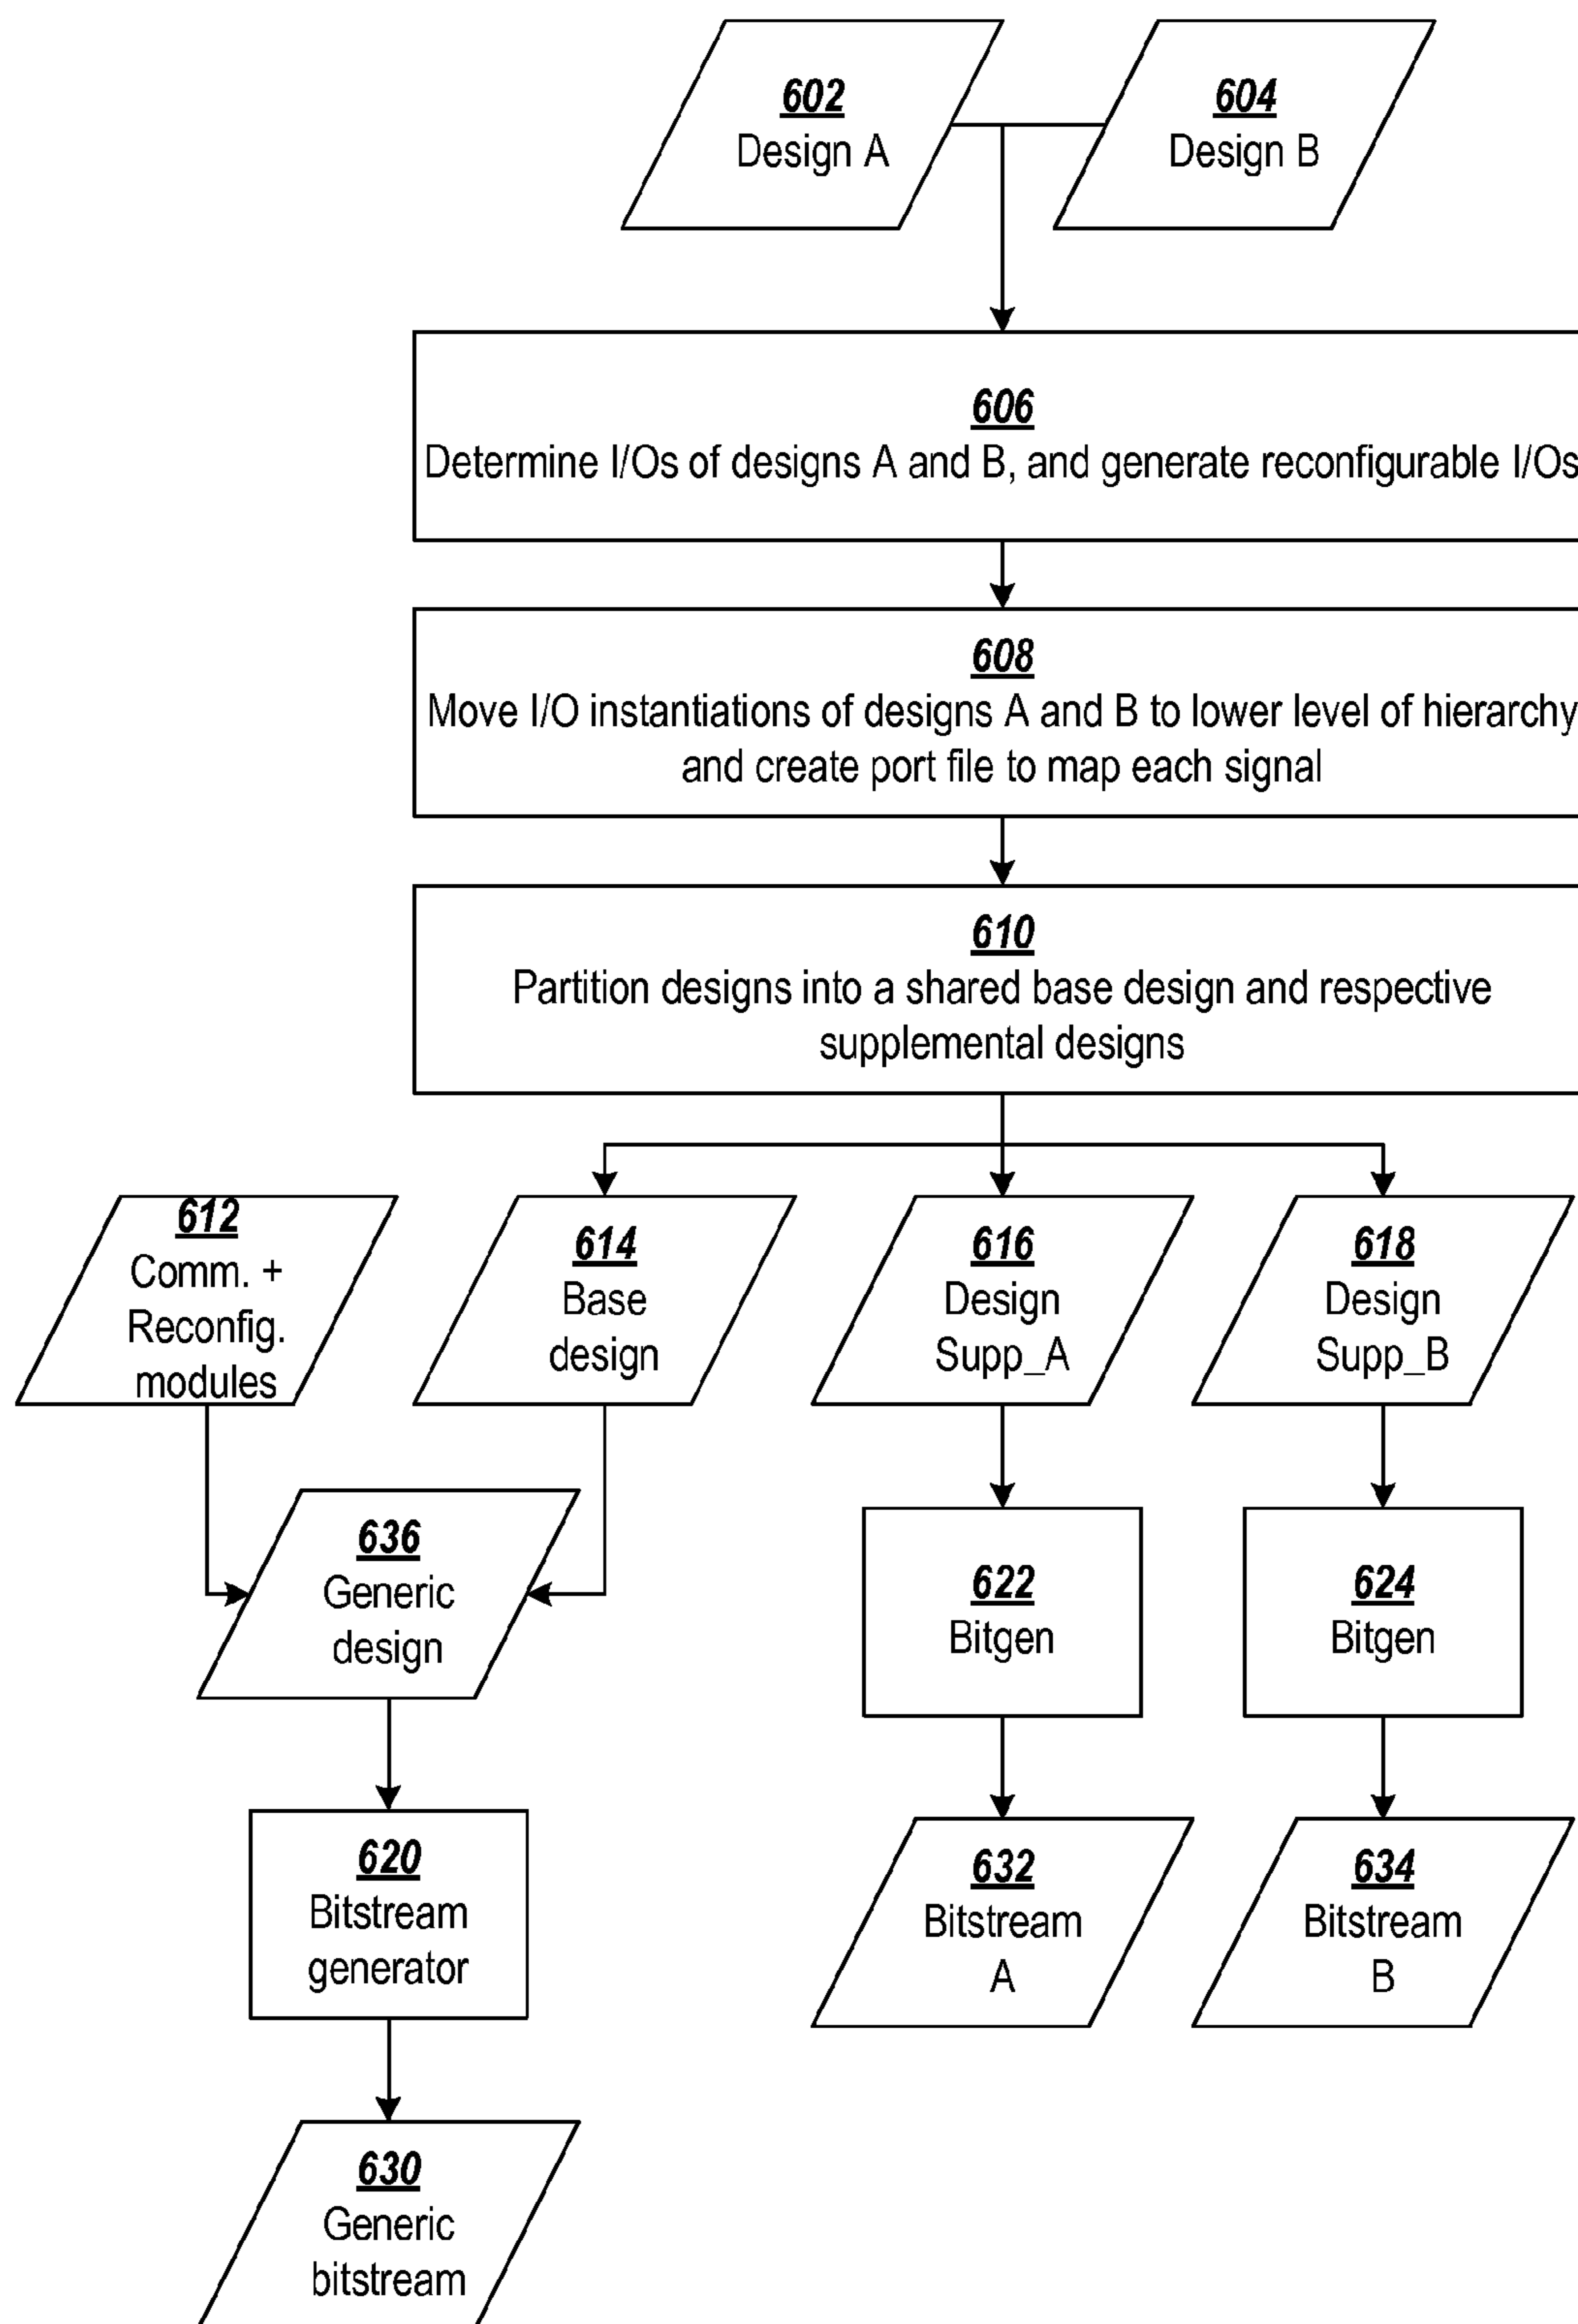 602
Design A
604
Design B
606
Determine I/Os of designs A and B, and generate reconfigurable I/Os
608
Move I/O instantiations of designs A and B to lower level of hierarchy
and create port file to map each signal
610
Partition designs into a shared base design and respective
supplemental designs
612
Comm. +
Reconfig.
modules
614
Base
design
616
Design
Supp_A
618
Design
Supp_B
636
Generic
design
622
Bitgen
624
Bitgen
620
Bitstream
generator
632
Bitstream
A
634
Bitstream
B
630
Generic
bitstream